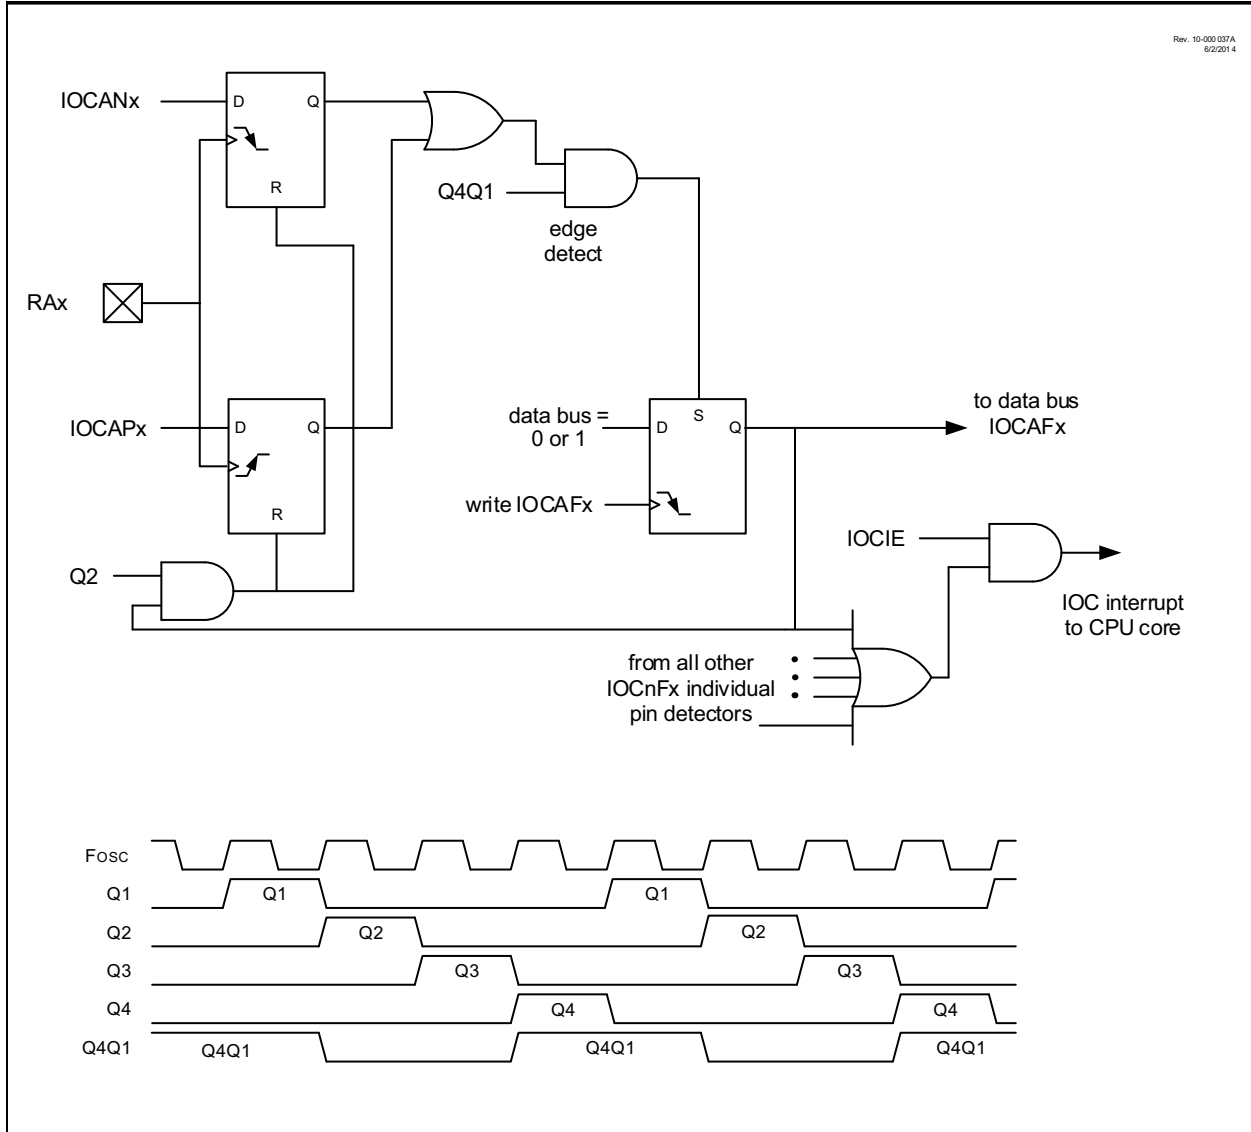 Rev. 10-000 037A
6/2/201 4
IOCANx
D
Q
R
Q4Q1
edge
detect
RAx
IOCAPx
D
Q
R
data bus =
0 or 1
S
D
Q
to data bus
IOCAFx
write IOCAFx
IOCIE
Q2
IOC interrupt
to CPU core
from all other
IOCnFx individual
pin detectors
FOSC
Q1
Q1
Q1
Q2
Q2
Q2
Q3
Q3
Q3
Q4
Q4
Q4
Q4Q1
Q4Q1
Q4Q1
Q4Q1